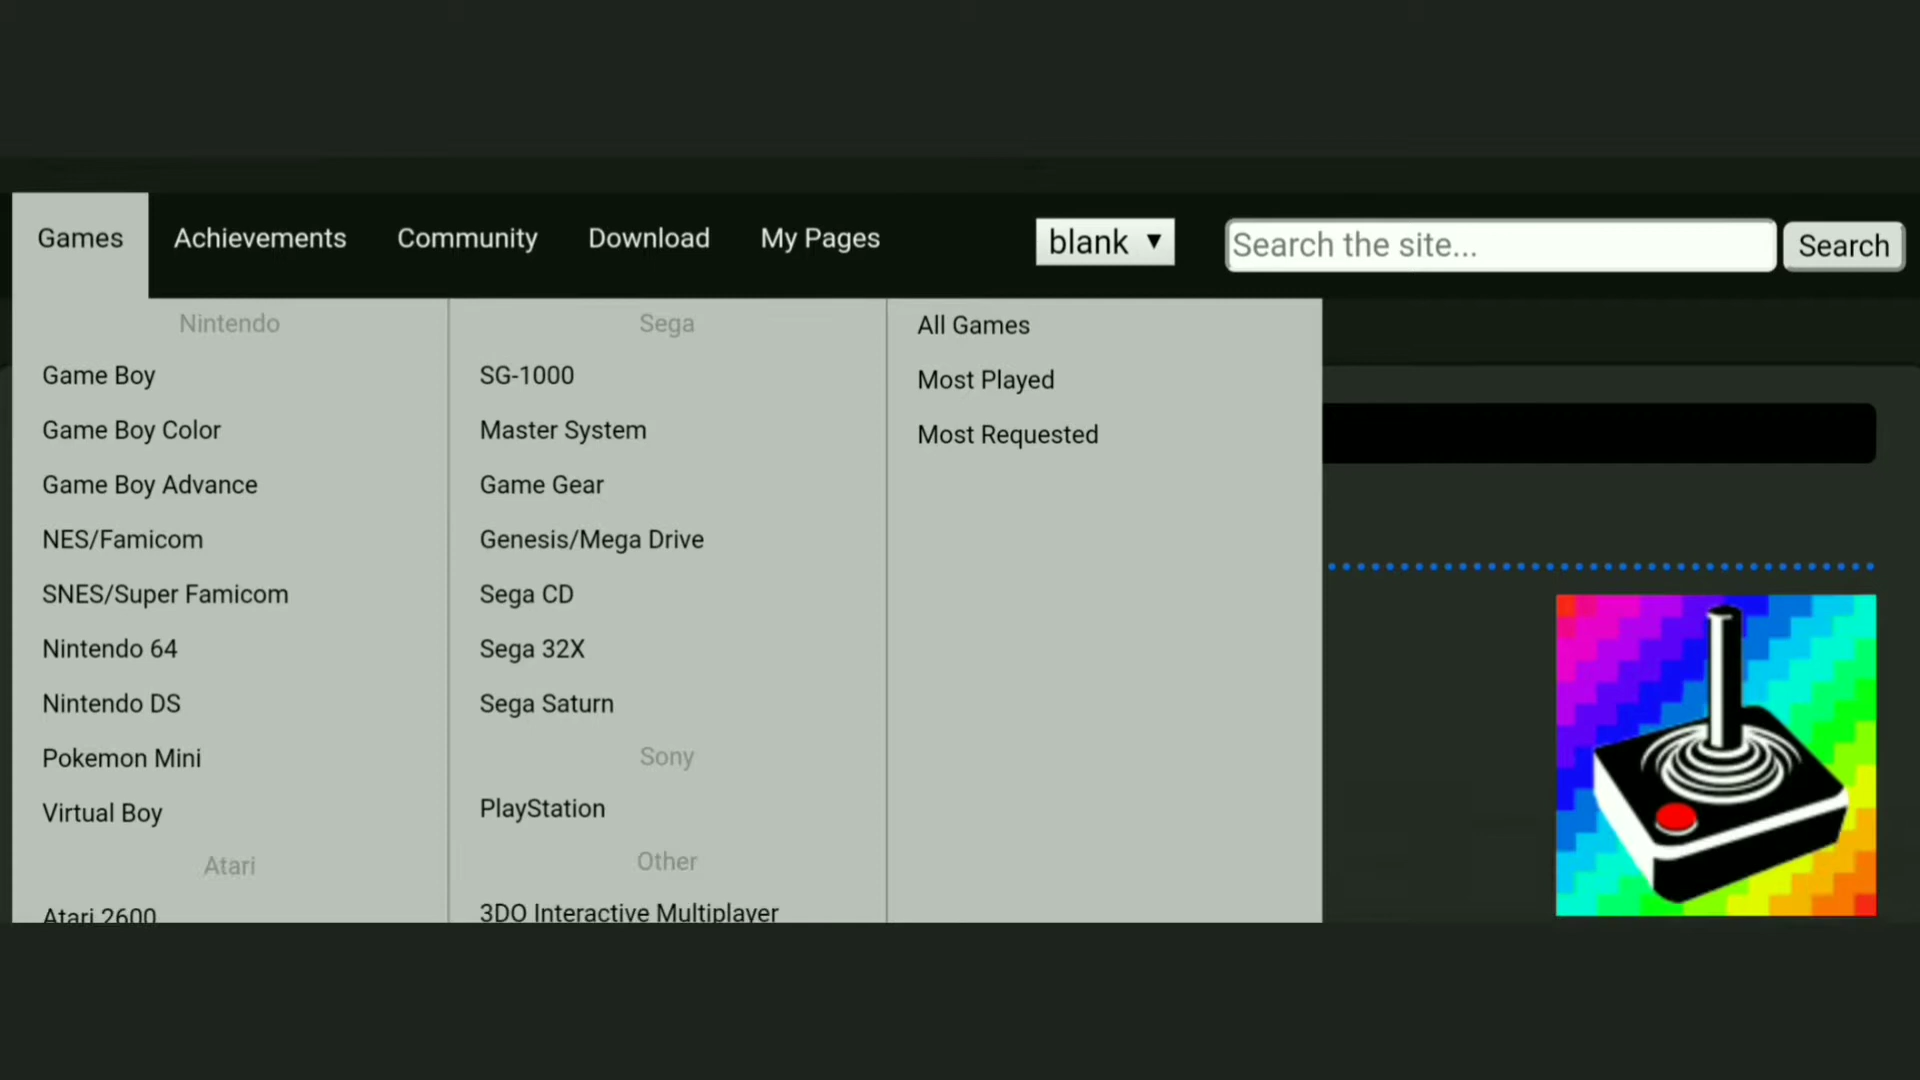 Games
Achievements
Community
Download
My Pages
blank
Search the site...
Search
Nintendo
Game Boy
Game Boy Color
Game Boy Advance
NES/Famicom
SNES/Super Famicom
Nintendo 64
Nintendo DS
Pokemon Mini
Virtual Boy
Atari
Atari 2600
Sega
SG-1000
Master System
Game Gear
Genesis/Mega Drive
Sega CD
Sega 32X
Sega Saturn
Sony
PlayStation
Other
3DO Interactive Multiplayer
All Games
Most Played
Most Requested